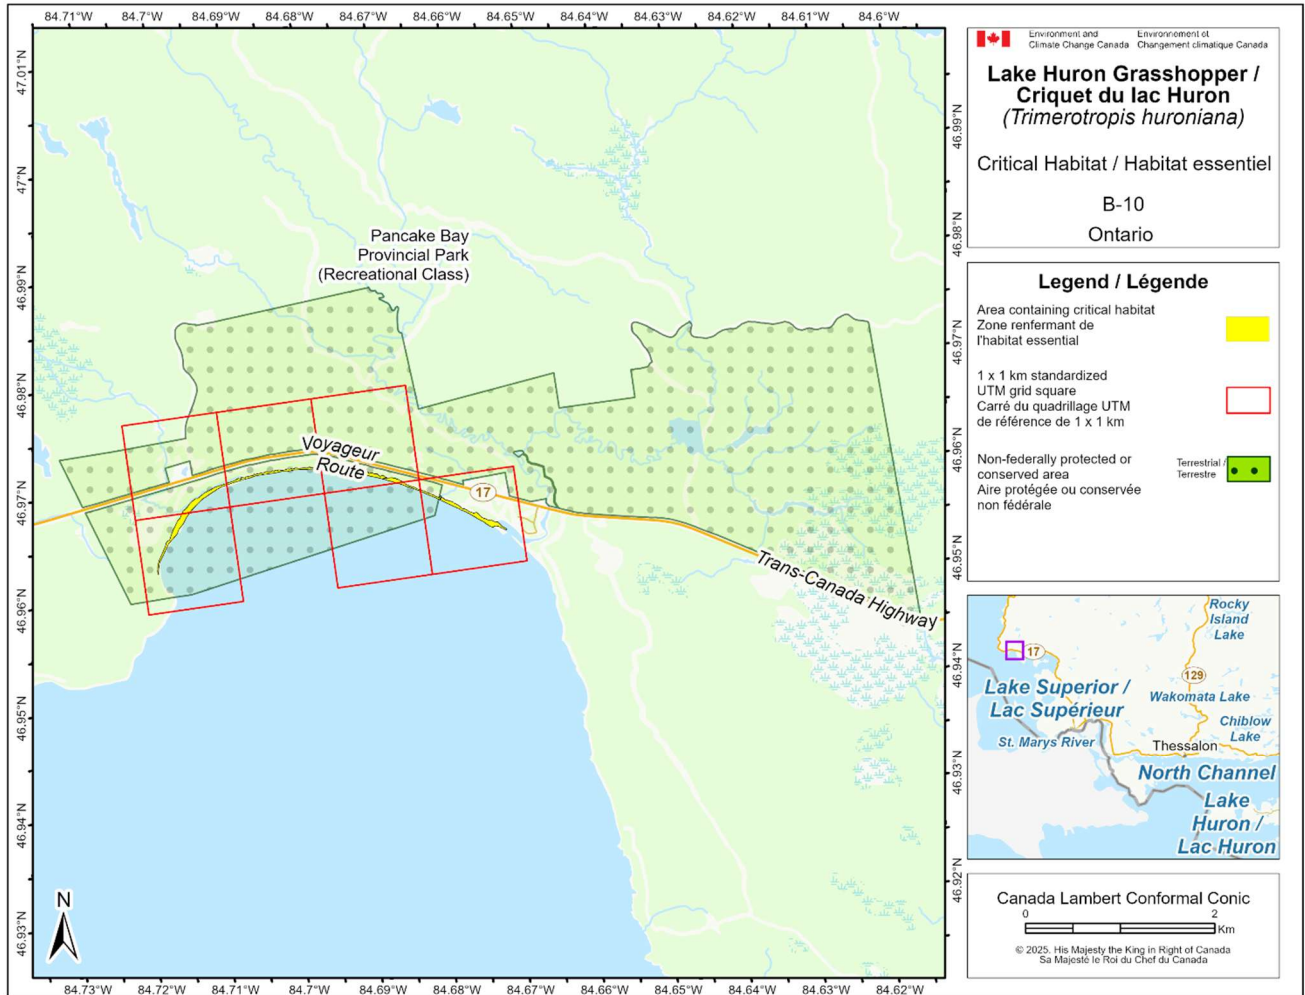 84.71°W 84.7°W 84.69°W 84.68°W 84.67°W 84.66°W 84.65°W 84.64°W 84.63°W 84.62°W 84.61°W 84.6°W
47.01°N
47°N
46.99°N
46.98°N
46.97°N
46.96°N
46.95°N
46.94°N
46.93°N
Pancake Bay
Provincial Park
(Recreational Class)
Voyageur
Route
17
Trans-Canada Highway
N
46.99°N
46.98°N
46.97°N
46.96°N
46.95°N
46.94°N
46.93°N
46.92°N
84.73°W 84.72°W 84.71°W 84.7°W 84.69°W 84.68°W 84.67°W 84.66°W 84.65°W 84.64°W 84.63°W 84.62°W
Environment and Environnement et
Climate Change Canada Changement climatique Canada
Lake Huron Grasshopper /
Criquet du lac Huron
(Trimerotropis huroniana)
Critical Habitat / Habitat essentiel
B-10
Ontario
Legend / Légende
Area containing critical habitat
Zone renfermant de
l'habitat essential
1 x 1 km standardized
UTM grid square
Carré du quadrillage UTM
de référence de 1 x 1 km
Non-federally protected or
conserved area
Aire protégée ou conservée
non fédérale
Terrestrial /
Terrestre
Rocky
Island
Lake
17
129
Lake Superior /
Lac Supérieur
Wakomata Lake
Chiblow
Lake
St. Marys River
Thessalon
North Channel
Lake
Huron /
Lac Huron
Canada Lambert Conformal Conic
0 2
Km
© 2025. His Majesty the King in Right of Canada
Sa Majesté le Roi du Chef du Canada